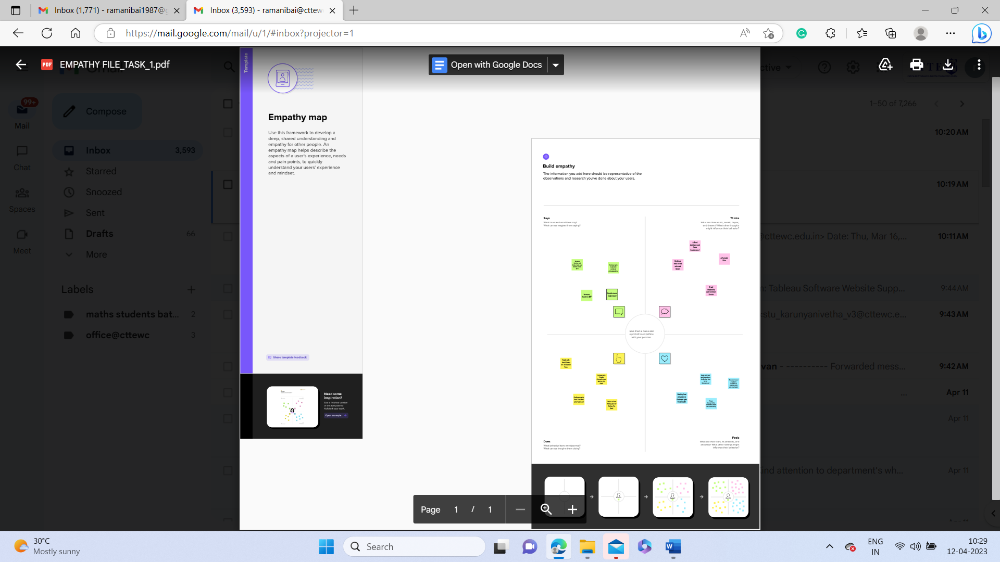 Inbox (1,771) - ramanibai1987@g
Inbox (3,593) - ramanibai@cttew
https://mail.google.com/mail/u/1/#inbox?projector=1
PDF
EMPATHY FILE_TASK_1.pdf
Open with Google Docs
99+
Mail
Chat
Spaces
Meet
Compose
Inbox 3,593
Starred
Snoozed
Sent
Drafts 66
More
Labels
maths students bat... 2
office@cttewc 3
Template
Empathy map
Use this framework to develop a
deep, shared understanding and
empathy for other people. An
empathy map helps describe the
aspects of a user's experience, needs
and pain points, to quickly
understand your users' experience
and mindset.
Share template feedback
Need some
inspiration?
See a finished version
of this template to
kickstart your work.
Open example
Build empathy
The information you add here should be representative of the
observations and research you've done about your users.
Says
What have we heard them say?
What can we imagine them saying?
Thinks
What are their wants, needs, hopes,
and dreams? What other thoughts
might influence their behavior?
Affordable
Price
Give them a name and
a portrait to empathize
with your persona.
Does
What behavior have we observed?
What can we imagine them doing?
Feels
What are their fears, frustrations, and
anxieties? What other feelings might
influence their behavior?
Page 1 / 1
ctive
1–50 of 7,266
10:20 AM
10:19 AM
@cttewc.edu.in> Date: Thu, Mar 16,... 10:11 AM
n: Tableau Software Website Supp... 9:44 AM
stu_karunyanivetha_v3@cttewc.e... 9:43 AM
van - ---------- Forwarded mess... 9:42 AM
... Apr 11
Apr 11
ind attention to department's wh... Apr 11
30°C
Mostly sunny
Search
ENG
IN
10:29
12-04-2023